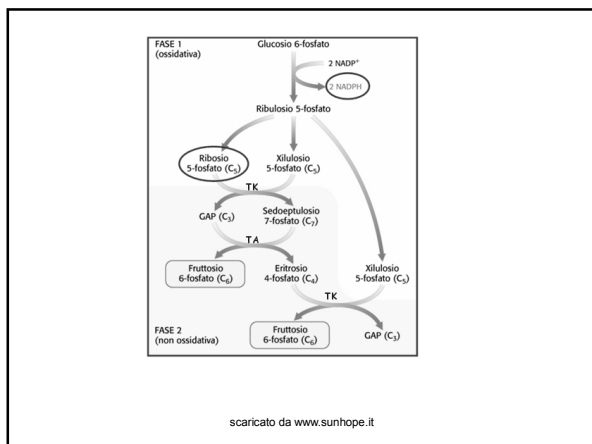 FASE 1
(ossidativa)
Glucosio 6-fosfato
2 NADP⁺
2 NADPH
Ribulosio 5-fosfato
Ribosio
5-fosfato (C₅)
Xilulosio
5-fosfato (C₅)
TK
GAP (C₃)
Sedoeptulosio
7-fosfato (C₇)
TA
Fruttosio
6-fosfato (C₆)
Eritrosio
4-fosfato (C₄)
Xilulosio
5-fosfato (C₅)
TK
FASE 2
(non ossidativa)
Fruttosio
6-fosfato (C₆)
GAP (C₃)
scaricato da www.sunhope.it